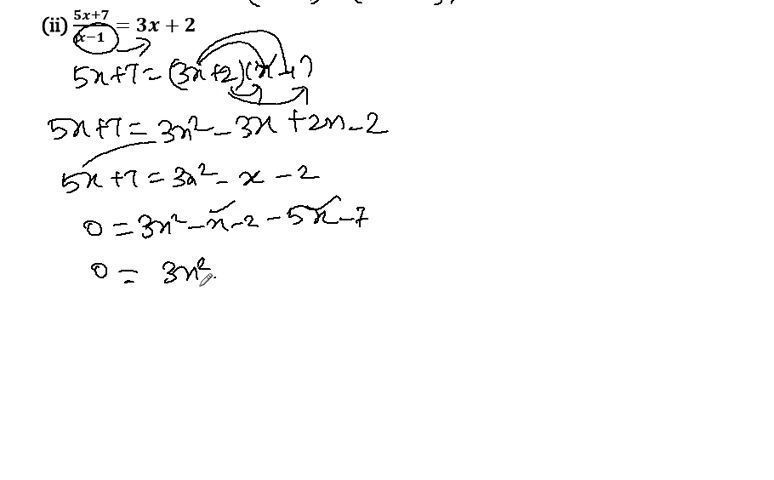 (ii) (5x+7)/(x−1) = 3x + 2
5x+7 = (3x+2)(x-1)
5x+7 = 3x² - 3x + 2x - 2
5x+7 = 3x² - x - 2
0 = 3x² - x - 2 - 5x - 7
0 = 3x²